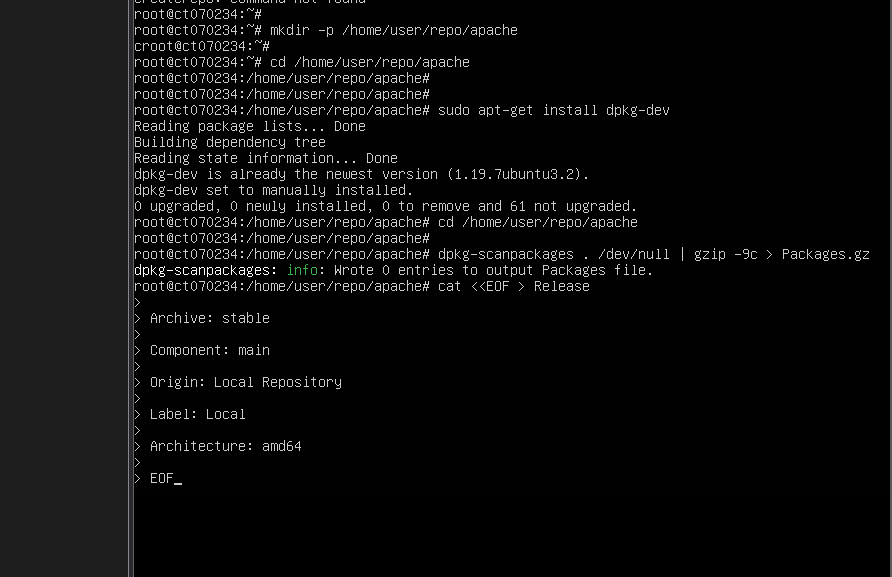 createrepo: command not found
root@ct070234:~#
root@ct070234:~# mkdir -p /home/user/repo/apache
croot@ct070234:~#
root@ct070234:~# cd /home/user/repo/apache
root@ct070234:/home/user/repo/apache#
root@ct070234:/home/user/repo/apache#
root@ct070234:/home/user/repo/apache# sudo apt-get install dpkg-dev
Reading package lists... Done
Building dependency tree
Reading state information... Done
dpkg-dev is already the newest version (1.19.7ubuntu3.2).
dpkg-dev set to manually installed.
0 upgraded, 0 newly installed, 0 to remove and 61 not upgraded.
root@ct070234:/home/user/repo/apache# cd /home/user/repo/apache
root@ct070234:/home/user/repo/apache#
root@ct070234:/home/user/repo/apache# dpkg-scanpackages . /dev/null | gzip -9c > Packages.gz
dpkg-scanpackages: info: Wrote 0 entries to output Packages file.
root@ct070234:/home/user/repo/apache# cat <<EOF > Release
>
> Archive: stable
>
> Component: main
>
> Origin: Local Repository
>
> Label: Local
>
> Architecture: amd64
>
> EOF_